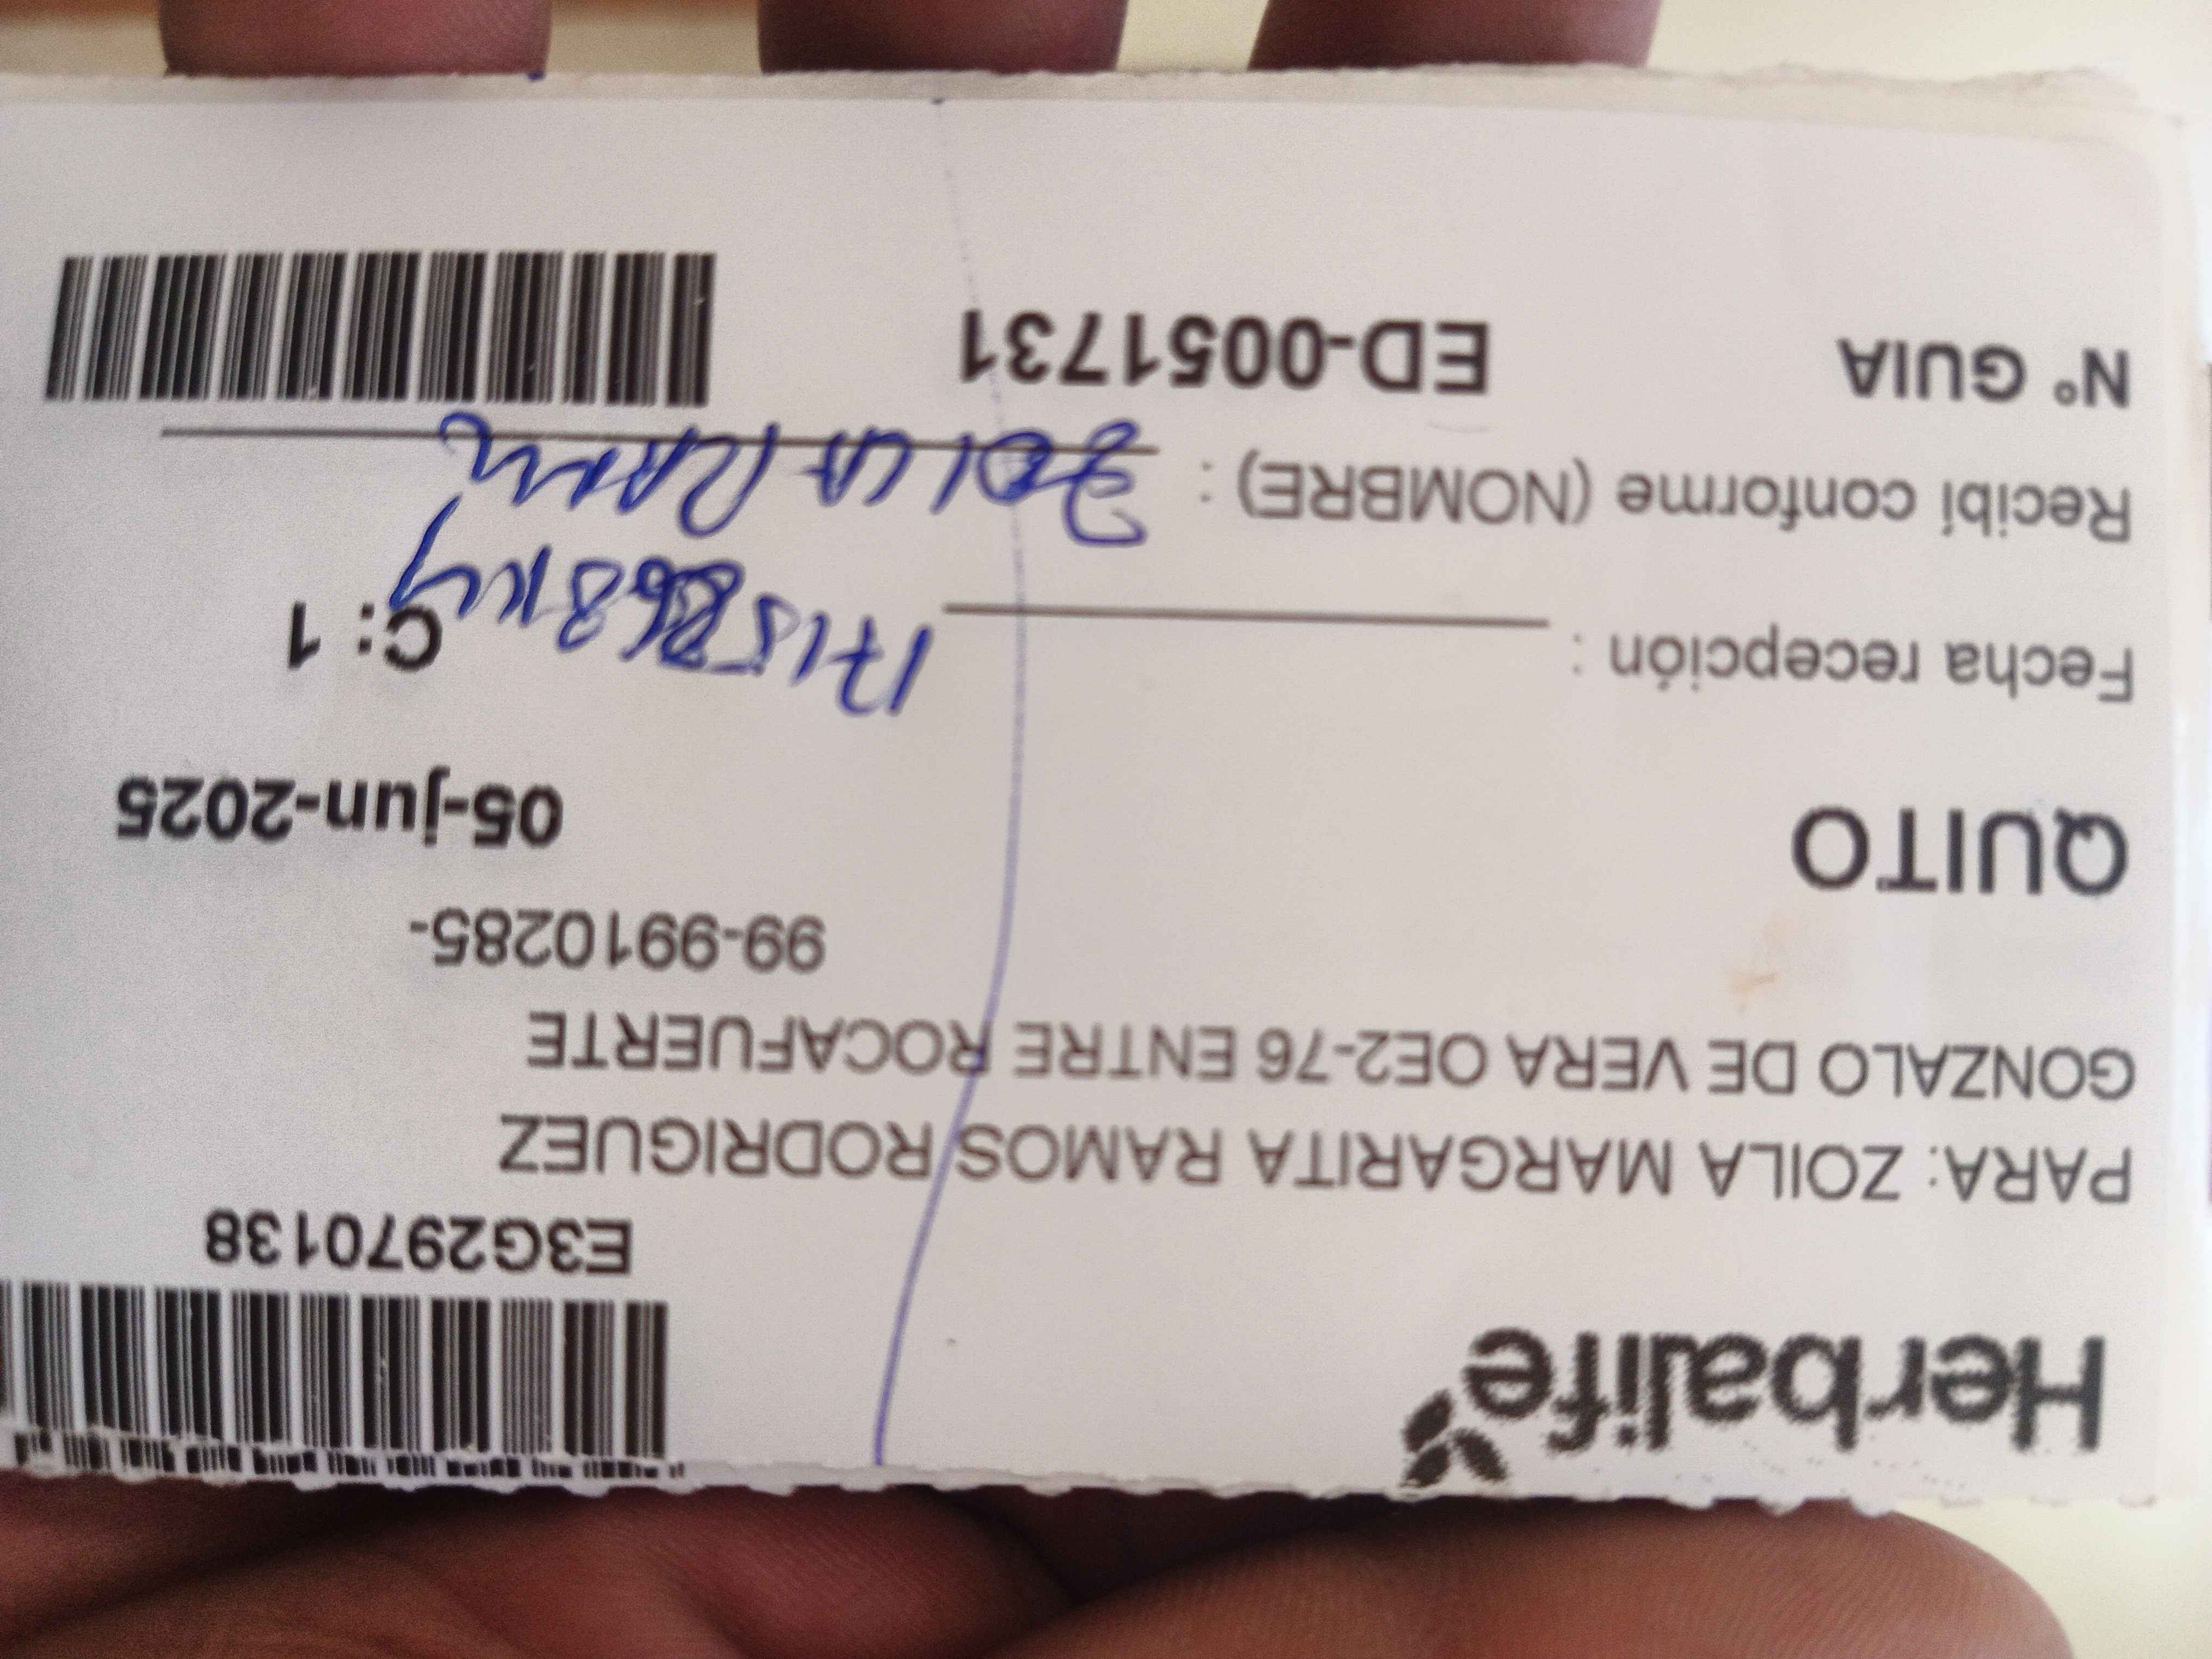 Herbalife
E3G2970138
PARA: ZOILA MARGARITA RAMOS RODRIGUEZ
GONZALO DE VERA OE2-76 ENTRE ROCAFUERTE
99-9910285-
QUITO
05-jun-2025
Fecha recepción :
C: 1
Recibí conforme (NOMBRE) :
N° GUIA
ED-0051731